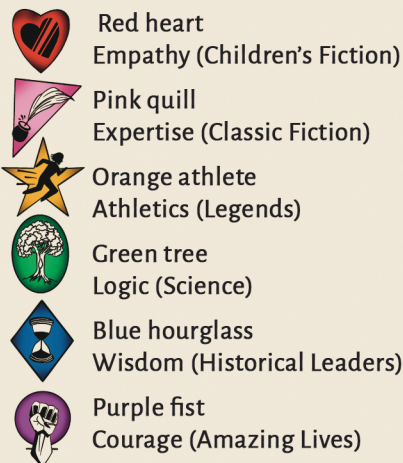 Red heart
Empathy (Children’s Fiction)
Pink quill
Expertise (Classic Fiction)
Orange athlete
Athletics (Legends)
Green tree
Logic (Science)
Blue hourglass
Wisdom (Historical Leaders)
Purple fist
Courage (Amazing Lives)